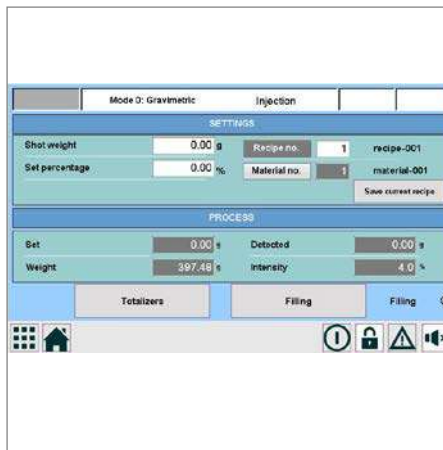 Mode 0: Gravimetric Injection
SETTINGS
Shot weight 0.00 g Recipe no. 1 recipe-001
Set percentage 0.00 % Material no. 1 material-001
Save current recipe
PROCESS
Set 0.00 Detected 0.00
Weight 397.48 Intensity 4.0 %
Totalizers Filling Filling